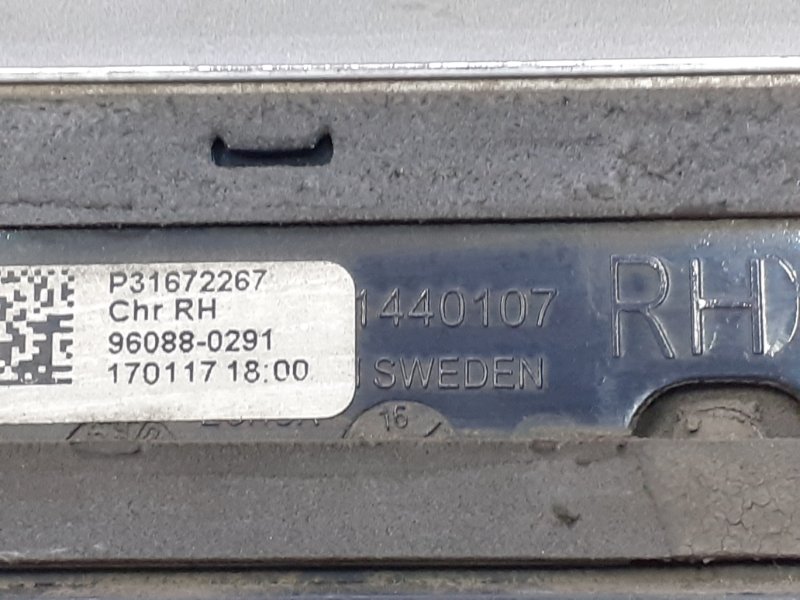 P31672267
Chr RH
96088-0291
170117 18:00
1440107
SWEDEN
RH
16